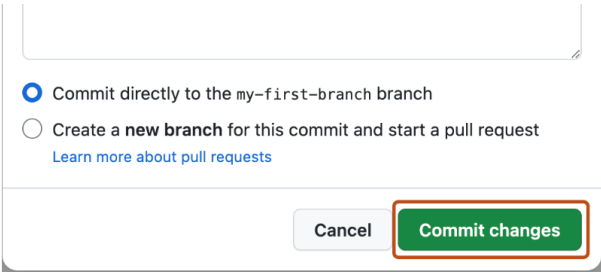 Commit directly to the my-first-branch branch
Create a new branch for this commit and start a pull request
Learn more about pull requests
Cancel
Commit changes